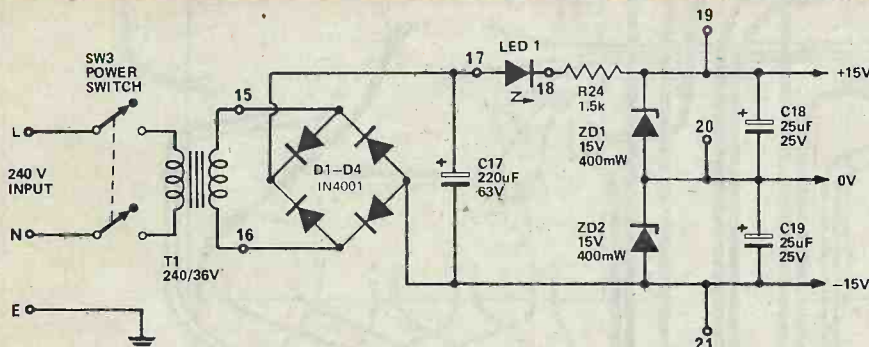 19
SW3
POWER
SWITCH
17
LED 1
18
+15V
R24
1.5k
15
L
ZD1
15V
400mW
20
C18
25uF
25V
240 V
INPUT
D1–D4
IN4001
C17
220uF
63V
0V
N
16
ZD2
15V
400mW
C19
25uF
25V
T1
240/36V
–15V
E
21